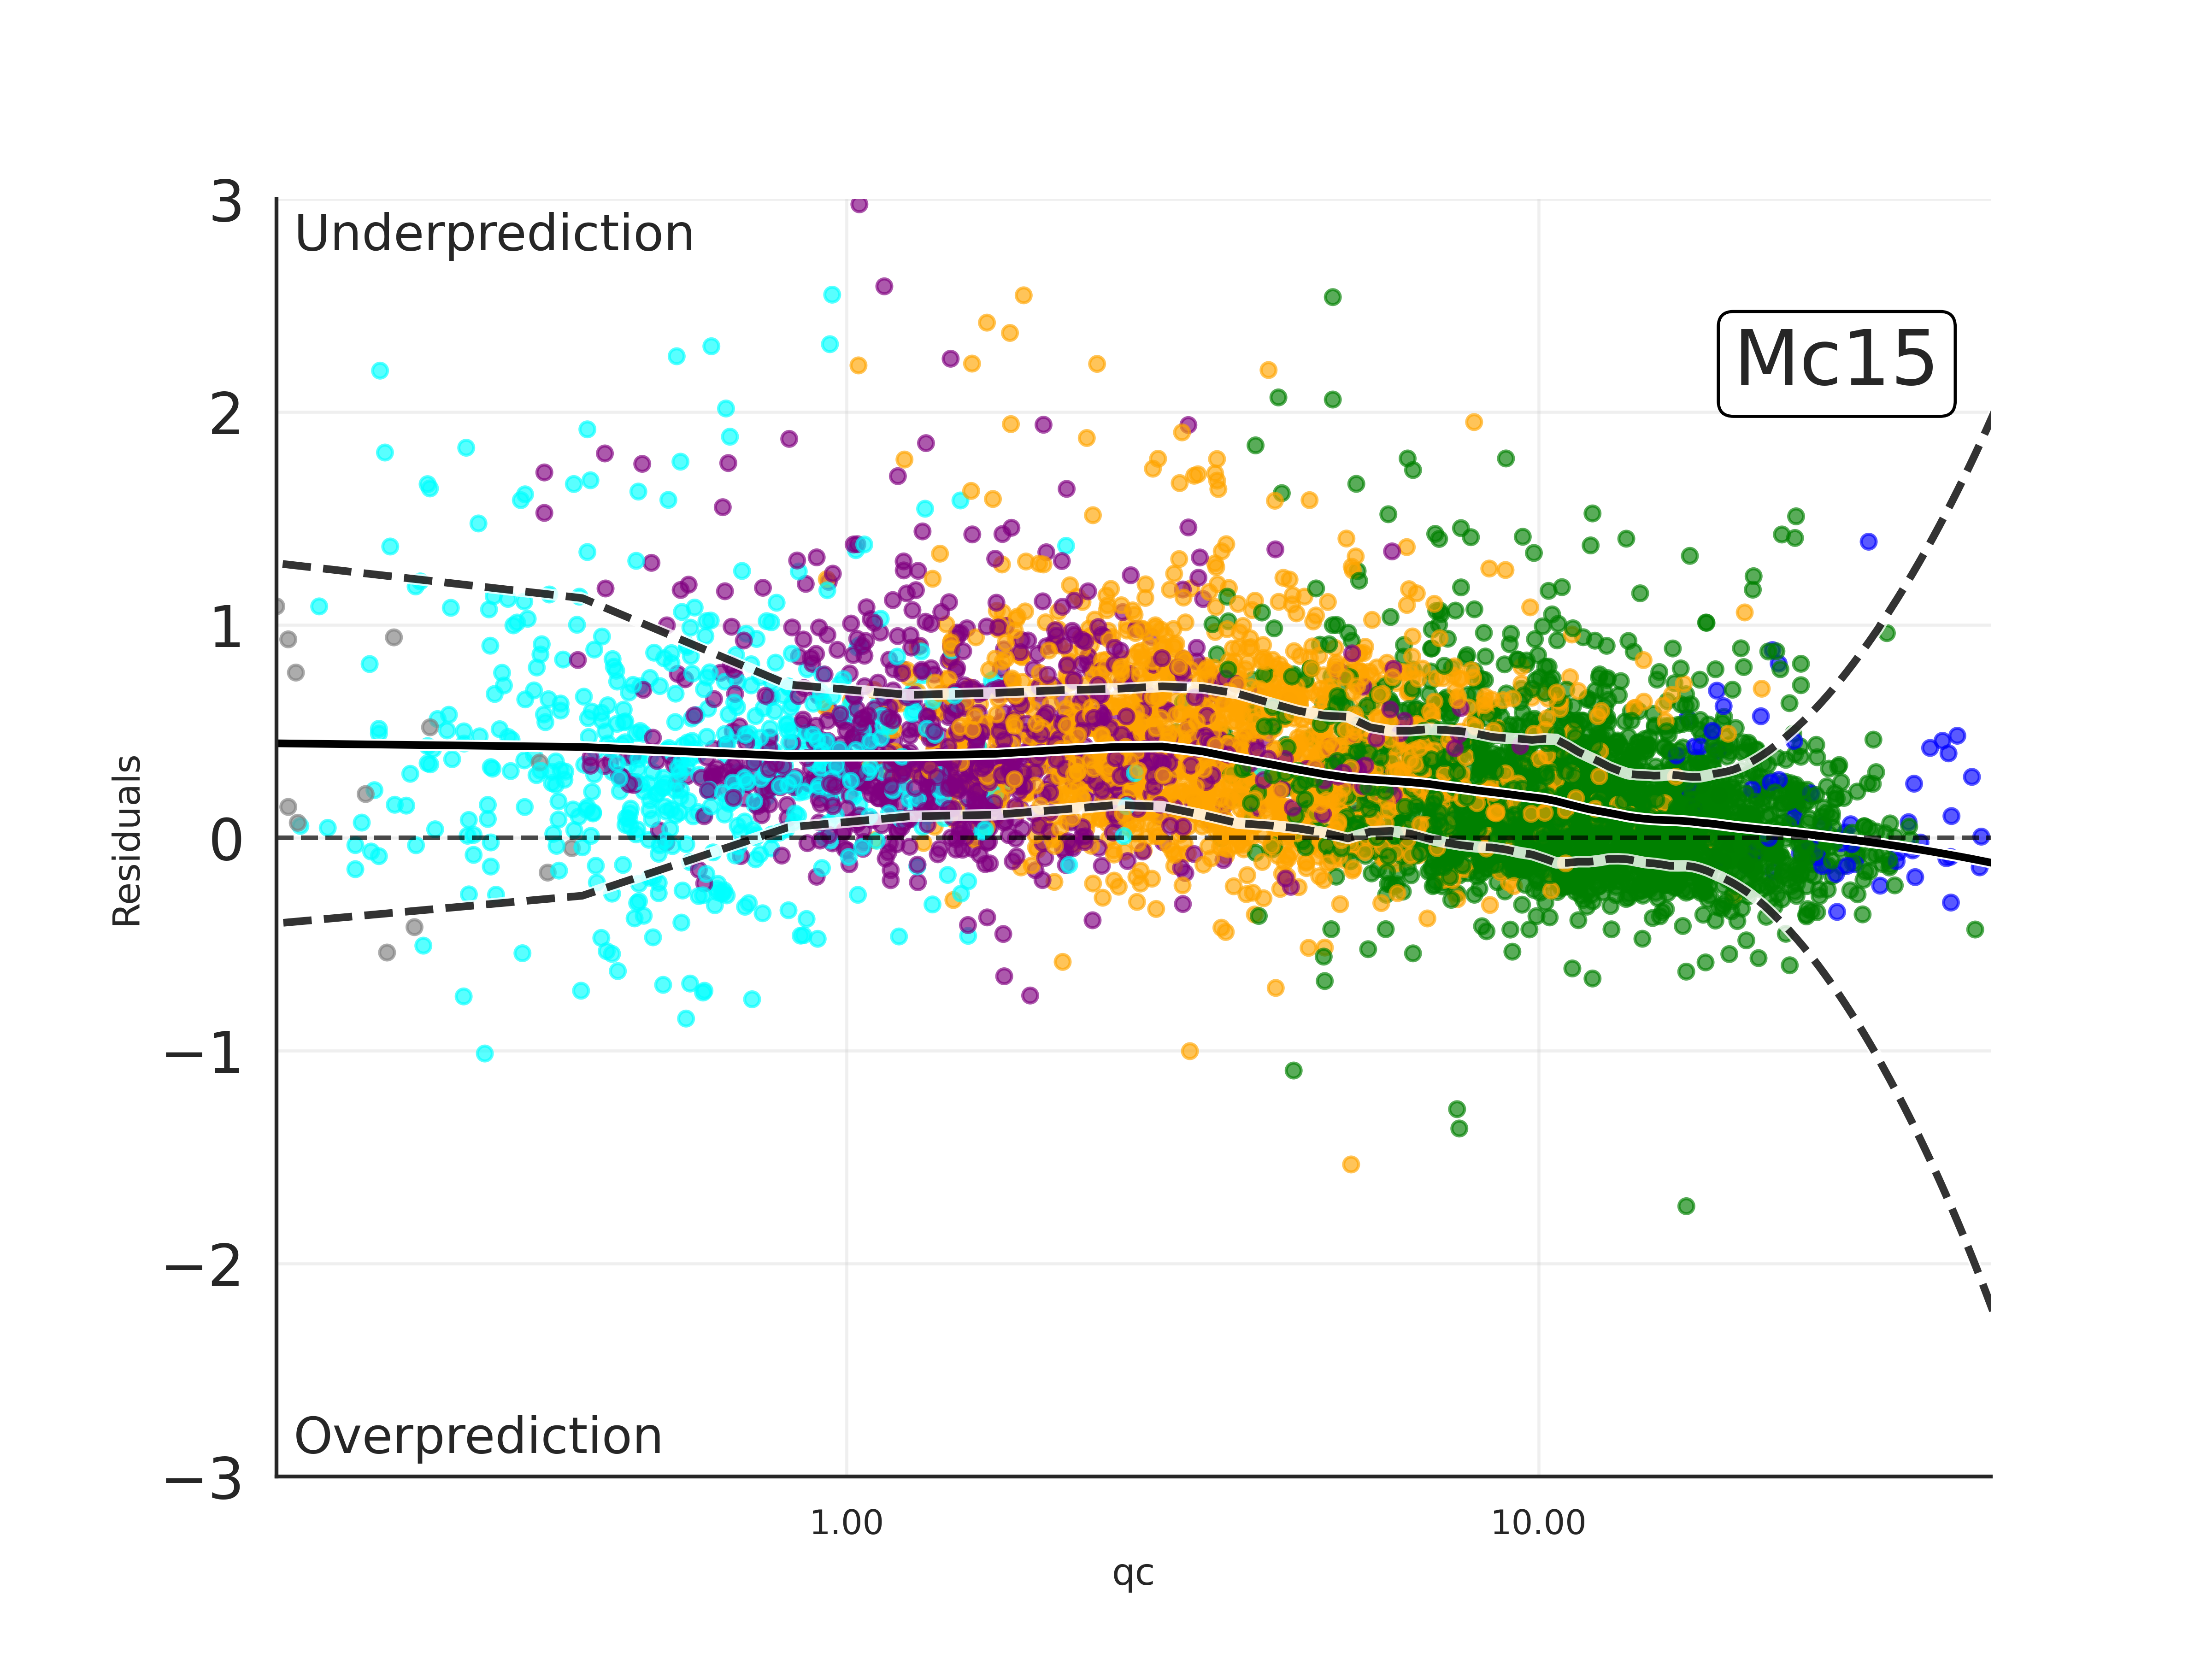 3
Underprediction
Mc15
2
1
Residuals
0
−1
−2
Overprediction
−3
1.00
10.00
qc